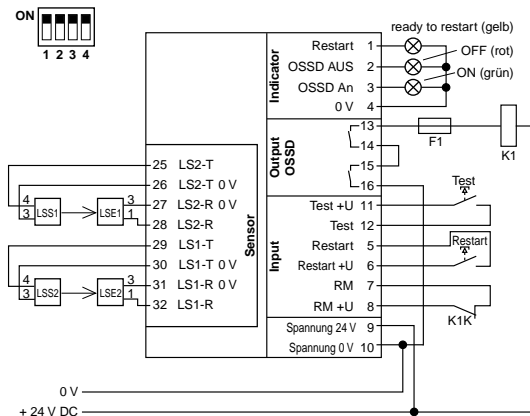 ON
1 2 3 4
ready to restart (gelb)
OFF (rot)
ON (grün)
Indicator
Restart 1
OSSD AUS 2
OSSD An 3
0 V 4
Output OSSD
13
14
15
16
F1
K1
Sensor
25 LS2-T
26 LS2-T 0 V
27 LS2-R 0 V
28 LS2-R
29 LS1-T
30 LS1-T 0 V
31 LS1-R 0 V
32 LS1-R
4
3
LSS1
LSE1
3
1
4
3
LSS2
LSE2
3
1
Input
Test +U 11
Test 12
Restart 5
Restart +U 6
RM 7
RM +U 8
Test
Restart
K1K
Spannung 24 V 9
Spannung 0 V 10
0 V
+ 24 V DC